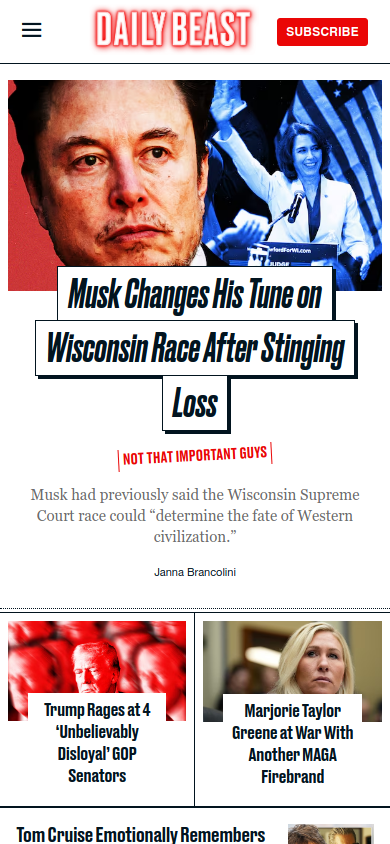 DAILY BEAST
SUBSCRIBE
rfordForWI.com
JUDGE
Musk Changes His Tune on
Wisconsin Race After Stinging
Loss
NOT THAT IMPORTANT GUYS
Musk had previously said the Wisconsin Supreme
Court race could “determine the fate of Western
civilization.”
Janna Brancolini
Trump Rages at 4
‘Unbelievably
Disloyal’ GOP
Senators
Marjorie Taylor
Greene at War With
Another MAGA
Firebrand
Tom Cruise Emotionally Remembers